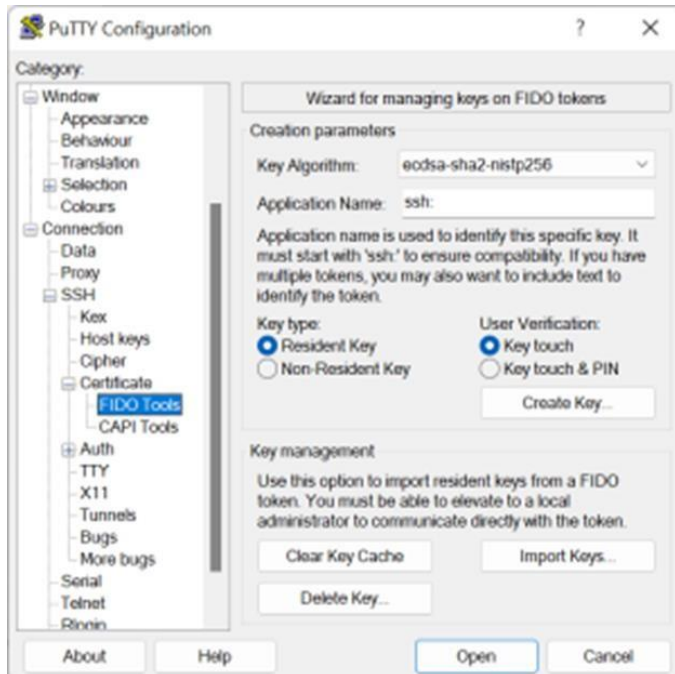 PuTTY Configuration
?
Category:
Window
Appearance
Behaviour
Translation
Selection
Colours
Connection
Data
Proxy
SSH
Kex
Host keys
Cipher
Certificate
FIDO Tools
CAPI Tools
Auth
TTY
X11
Tunnels
Bugs
More bugs
Serial
Telnet
Rlogin
Wizard for managing keys on FIDO tokens
Creation parameters
Key Algorithm: ecdsa-sha2-nistp256
Application Name: ssh:
Application name is used to identify this specific key. It
must start with 'ssh:' to ensure compatibility. If you have
multiple tokens, you may also want to include text to
identify the token.
Key type: User Verification:
Resident Key Key touch
Non-Resident Key Key touch & PIN
Create Key...
Key management
Use this option to import resident keys from a FIDO
token. You must be able to elevate to a local
administrator to communicate directly with the token.
Clear Key Cache Import Keys...
Delete Key...
About Help Open Cancel